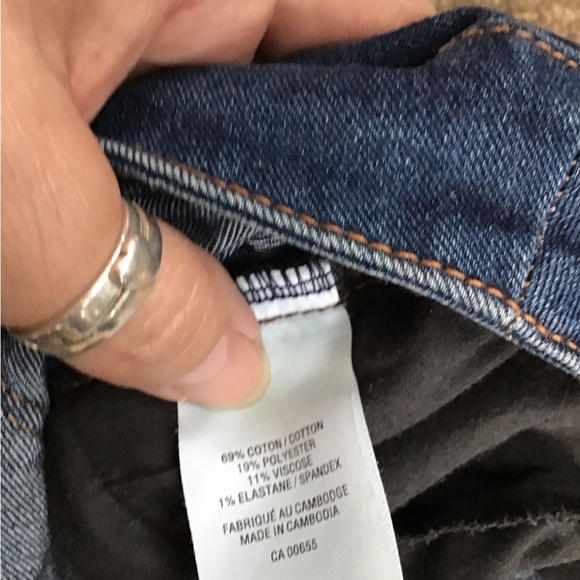 69% COTON / COTTON
19% POLYESTER
11% VISCOSE
1% ELASTANE / SPANDEX
FABRIQUÉ AU CAMBODGE
MADE IN CAMBODIA
CA 00655